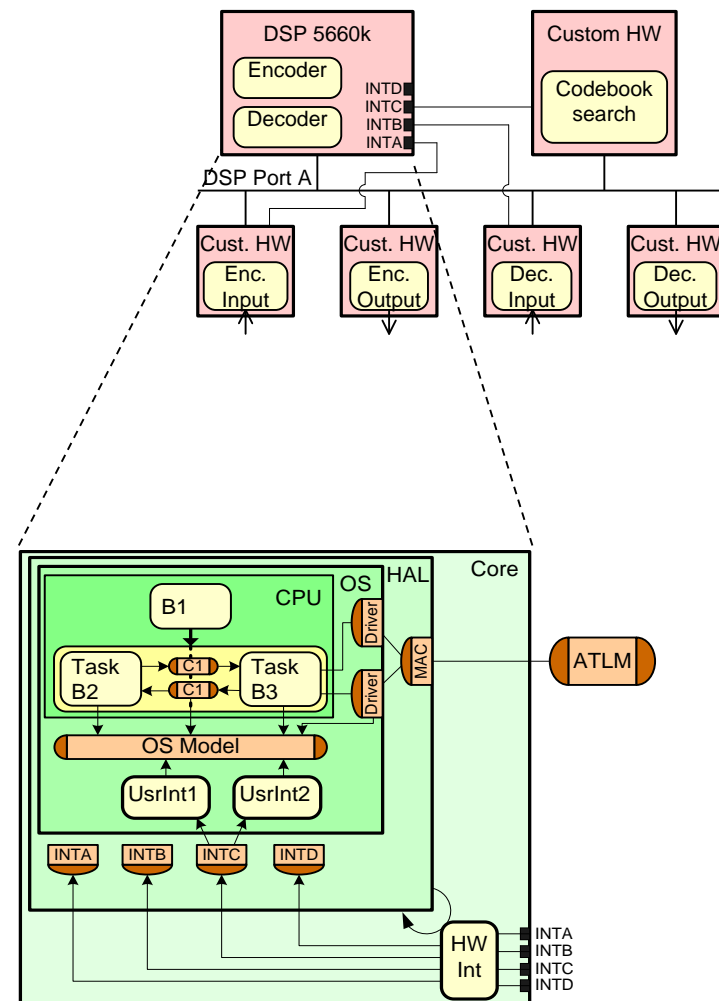 DSP 5660k
Custom HW
Encoder
Decoder
INTD
INTC
INTB
INTA
Codebook
search
DSP Port A
Cust. HW
Enc.
Input
Cust. HW
Enc.
Output
Cust. HW
Dec.
Input
Cust. HW
Dec.
Output
Core
HAL
OS
CPU
B1
Driver
Task
B2
C1
C1
Task
B3
MAC
ATLM
Driver
OS Model
UsrInt1
UsrInt2
INTA
INTB
INTC
INTD
HW
Int
INTA
INTB
INTC
INTD